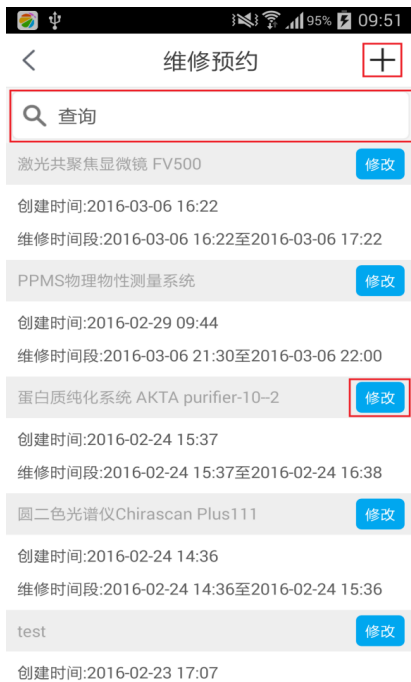 95% 09:51
维修预约
查询
激光共聚焦显微镜 FV500 修改
创建时间:2016-03-06 16:22
维修时间段:2016-03-06 16:22至2016-03-06 17:22
PPMS物理物性测量系统 修改
创建时间:2016-02-29 09:44
维修时间段:2016-03-06 21:30至2016-03-06 22:00
蛋白质纯化系统 AKTA purifier-10--2 修改
创建时间:2016-02-24 15:37
维修时间段:2016-02-24 15:37至2016-02-24 16:38
圆二色光谱仪Chirascan Plus111 修改
创建时间:2016-02-24 14:36
维修时间段:2016-02-24 14:36至2016-02-24 15:36
test 修改
创建时间:2016-02-23 17:07